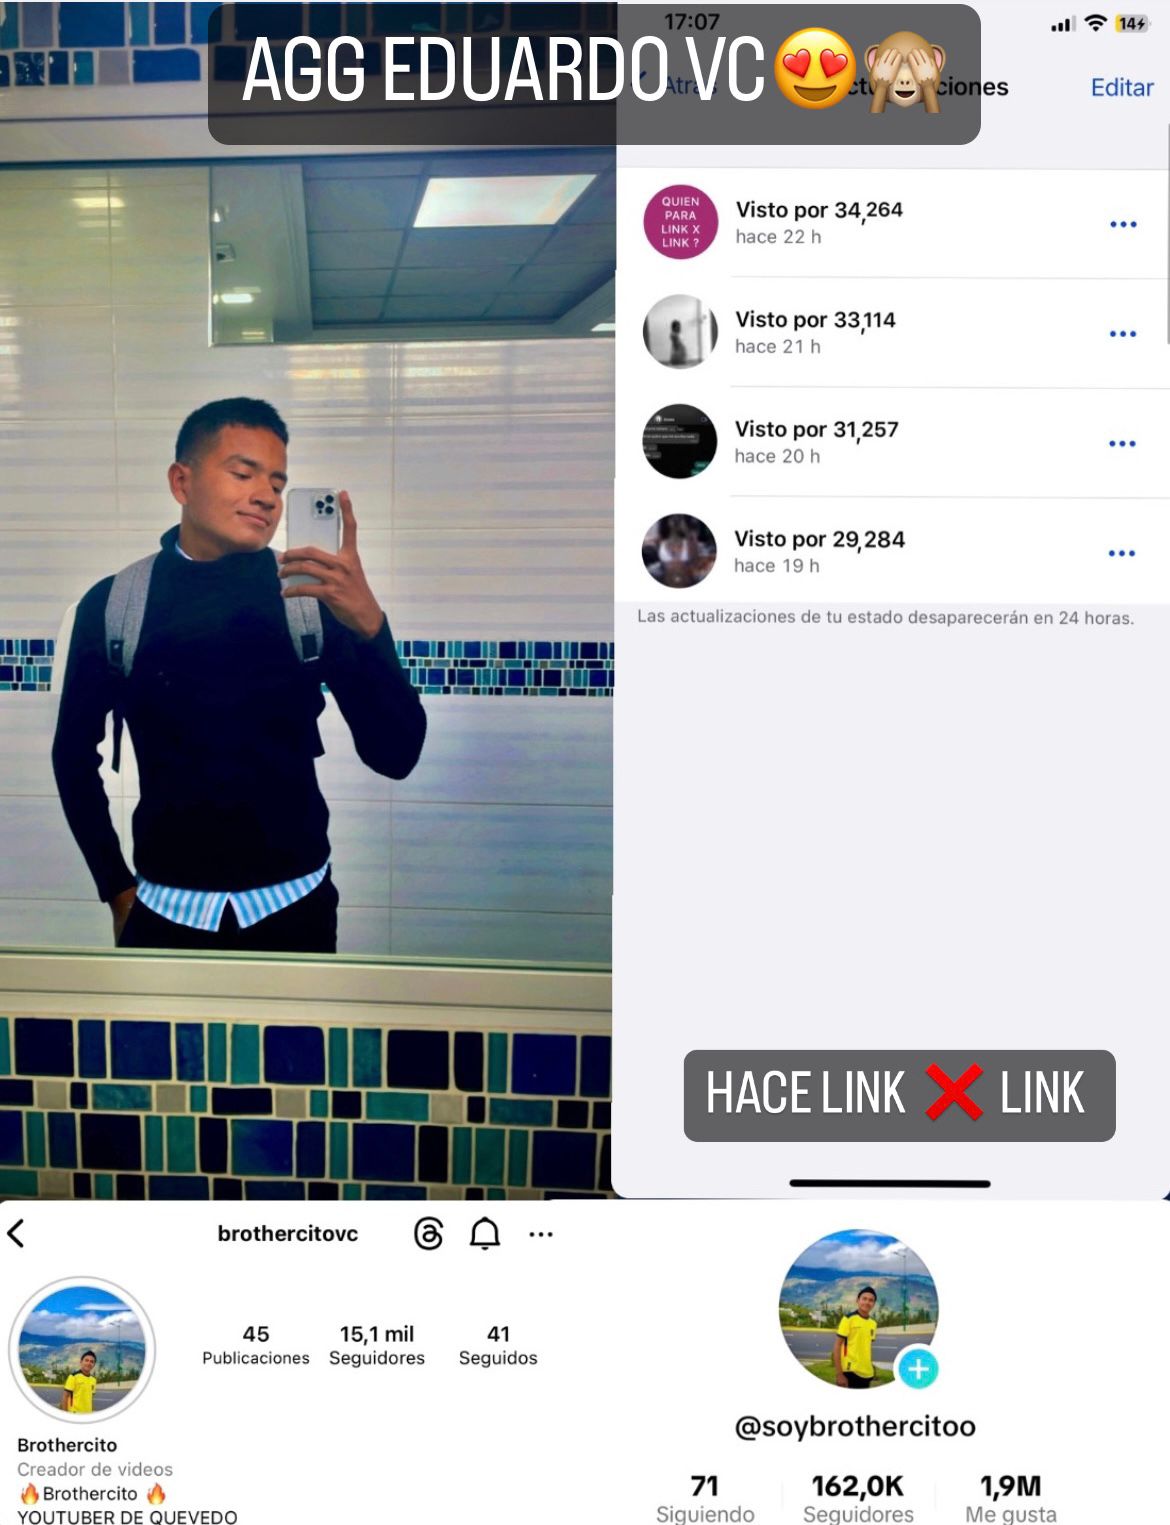 AGG EDUARDO VC😍🙈
17:07
14
Atrás
ciones
Editar
QUIEN
PARA
LINK X
LINK ?
Visto por 34,264
hace 22 h
Visto por 33,114
hace 21 h
Visto por 31,257
hace 20 h
Visto por 29,284
hace 19 h
Las actualizaciones de tu estado desaparecerán en 24 horas.
HACE LINK ❌ LINK
brothercitovc
45
15,1 mil
41
Publicaciones
Seguidores
Seguidos
Brothercito
Creador de videos
🔥Brothercito 🔥
YOUTUBER DE QUEVEDO
@soybrothercitoo
71
162,0K
1,9M
Siguiendo
Seguidores
Me gusta